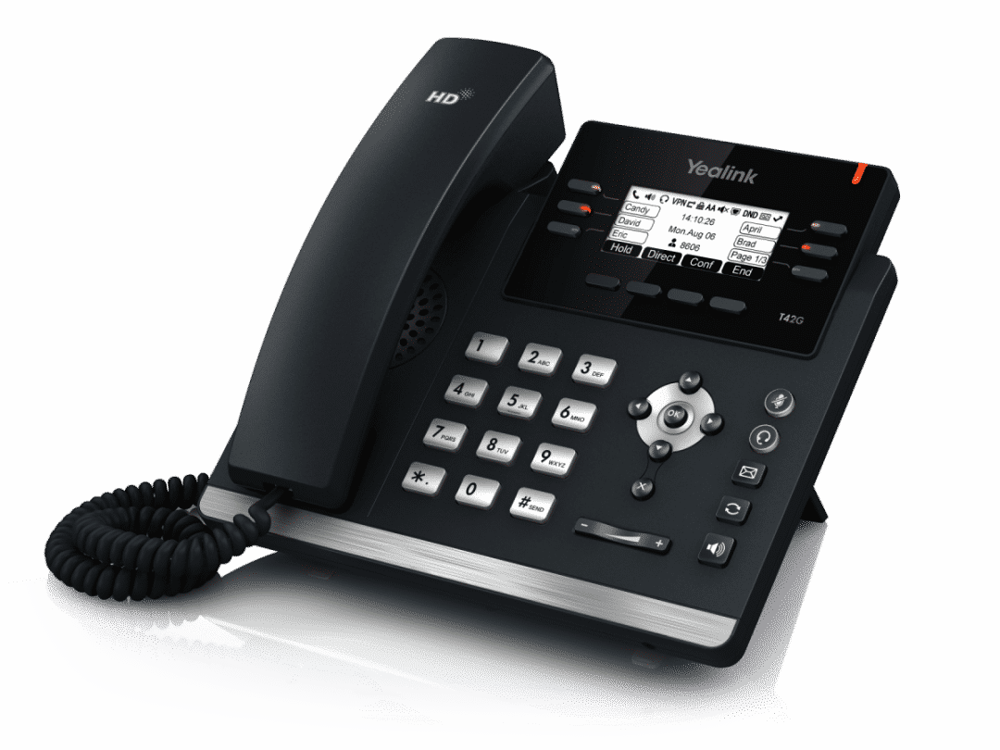 HD
Yealink
VPN AA DND
Candy
14:10:26
April
David
Mon.Aug 06
Brad
Eric
8606
Page 1/3
Hold Direct Conf End
T42G
1
2 ABC
3 DEF
4 GHI
5 JKL
6 MNO
7 PQRS
8 TUV
9 WXYZ
*.
0
# SEND
OK
X
- +